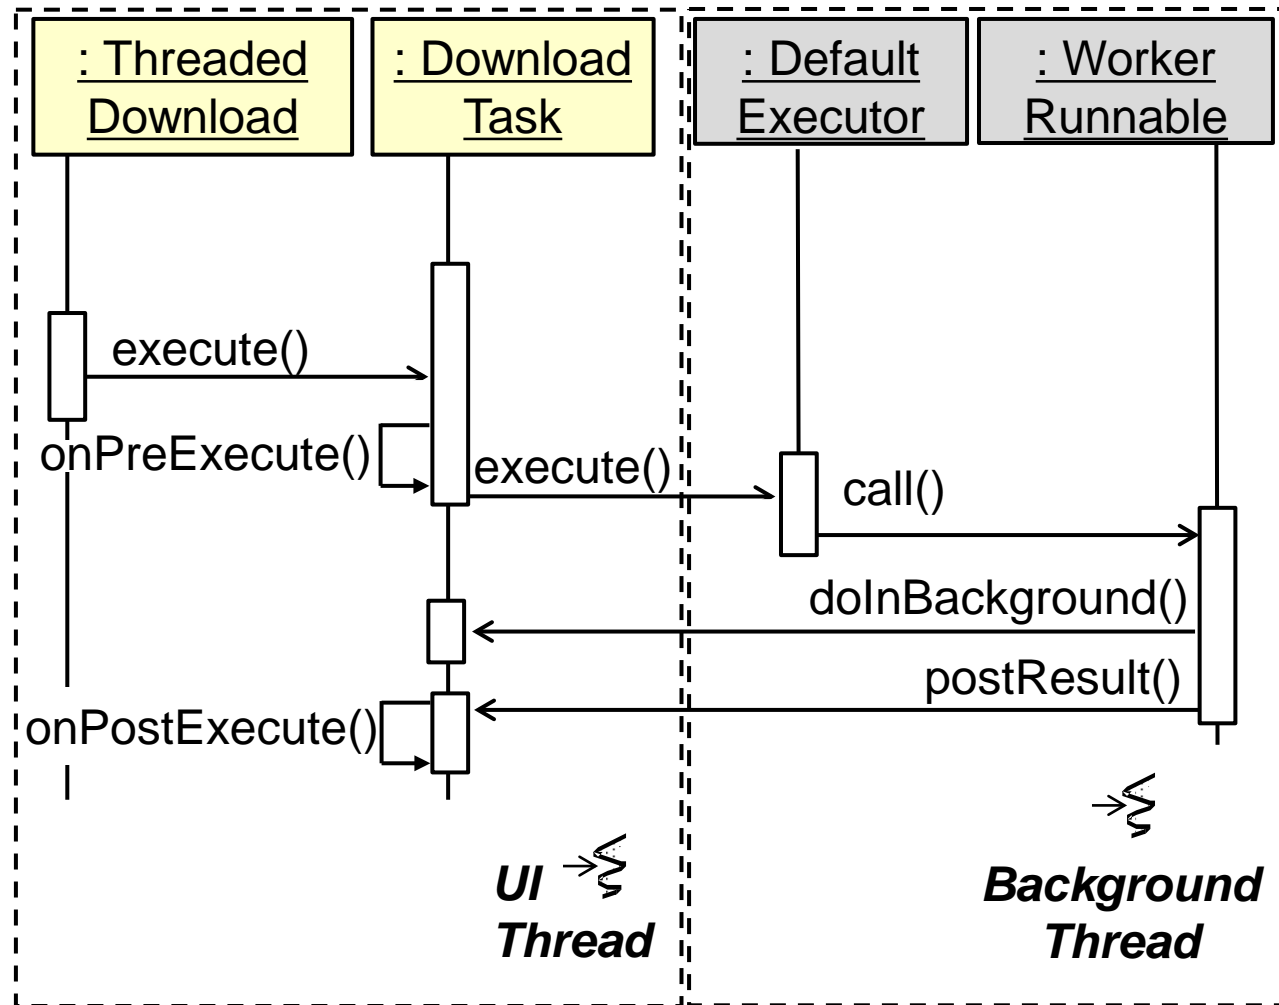 : Threaded
Download
: Download
Task
: Default
Executor
: Worker
Runnable
execute()
onPreExecute()
execute()
call()
doInBackground()
postResult()
onPostExecute()
UI
Thread
Background
Thread